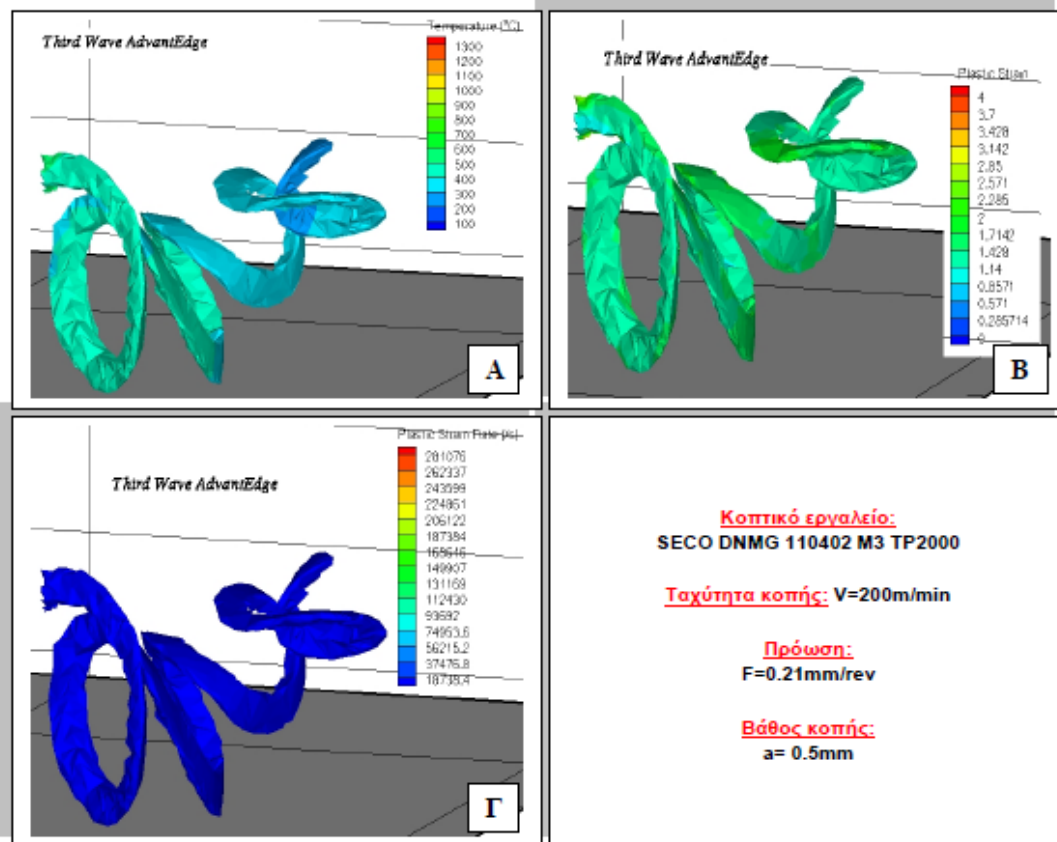 Third Wave AdvantEdge
Temperature (°C)
1300
1200
1100
1000
900
800
700
600
500
400
300
200
100
A
Third Wave AdvantEdge
Plastic Strain
4
3.7
3.428
3.142
2.85
2.571
2.285
2
1.7142
1.428
1.14
0.8571
0.571
0.285714
0
B
Third Wave AdvantEdge
Plastic Strain Rate (/s)
281076
262337
243599
224861
206122
187384
168646
149907
131169
112430
93692
74953.6
56215.2
37476.8
18738.4
Γ
Κοπτικό εργαλείο:
SECO DNMG 110402 M3 TP2000
Ταχύτητα κοπής: V=200m/min
Πρόωση:
F=0.21mm/rev
Βάθος κοπής:
a= 0.5mm